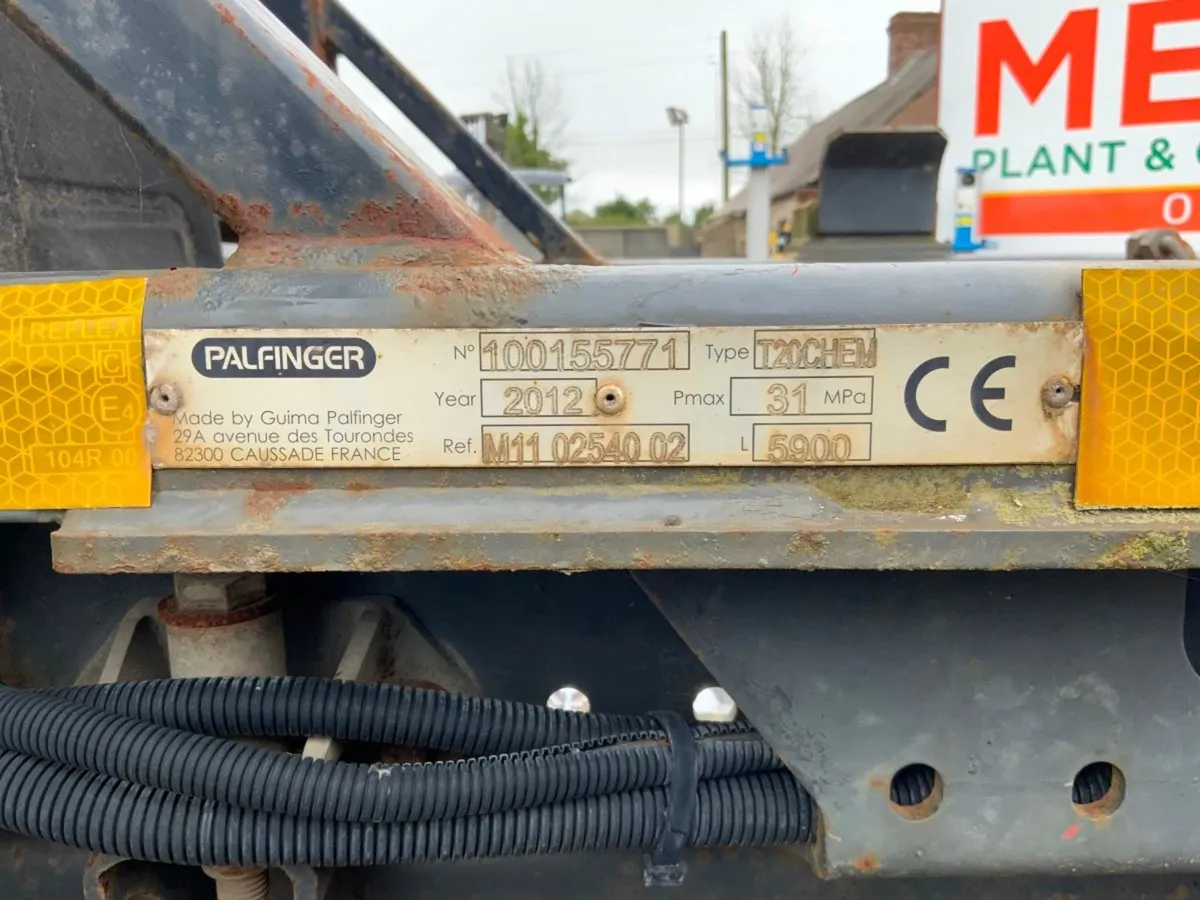 ME
PLANT & 
O
REFLEX
C
E4
104R 00
PALFINGER
Made by Guima Palfinger
29A avenue des Tourondes
82300 CAUSSADE FRANCE
N° 100155771 Type T20CHEM
Year 2012 Pmax 31 MPa
Ref. M11 02540 02 L 5900
CE